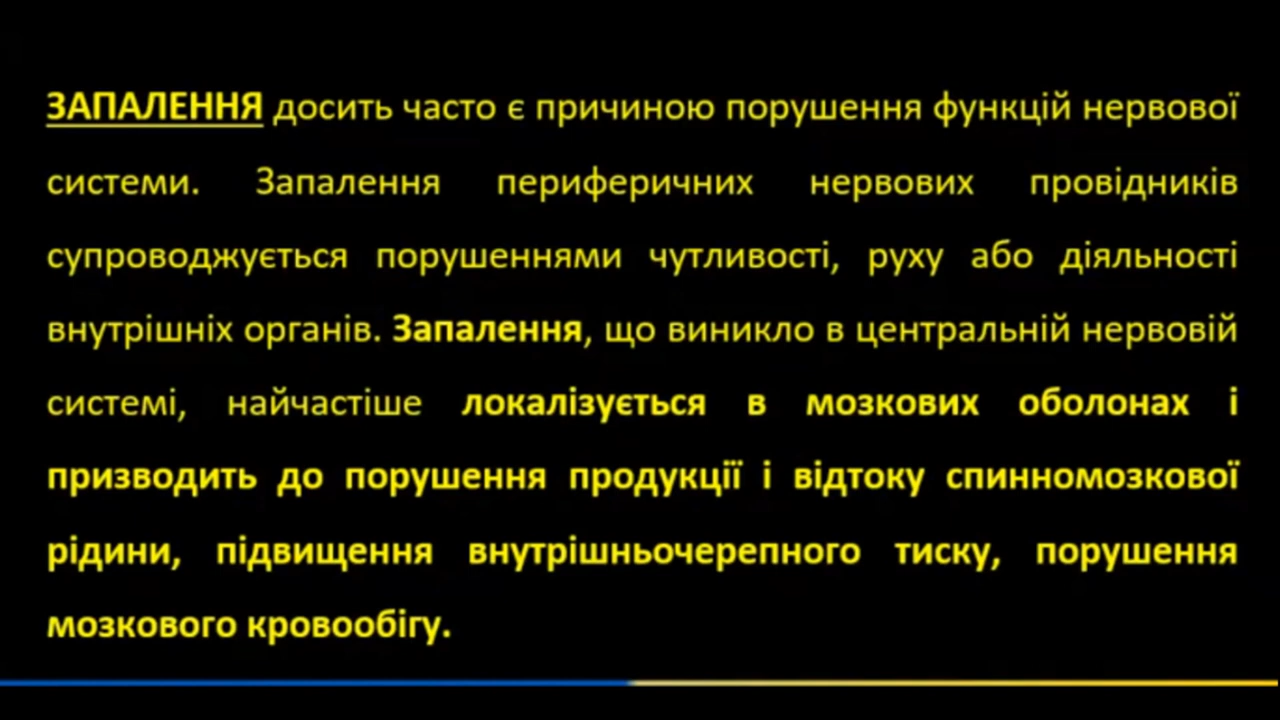 ЗАПАЛЕННЯ досить часто є причиною порушення функцій нервової
системи. Запалення периферичних нервових провідників
супроводжується порушеннями чутливості, руху або діяльності
внутрішніх органів. Запалення, що виникло в центральній нервовій
системі, найчастіше локалізується в мозкових оболонах і
призводить до порушення продукції і відтоку спинномозкової
рідини, підвищення внутрішньочерепного тиску, порушення
мозкового кровообігу.